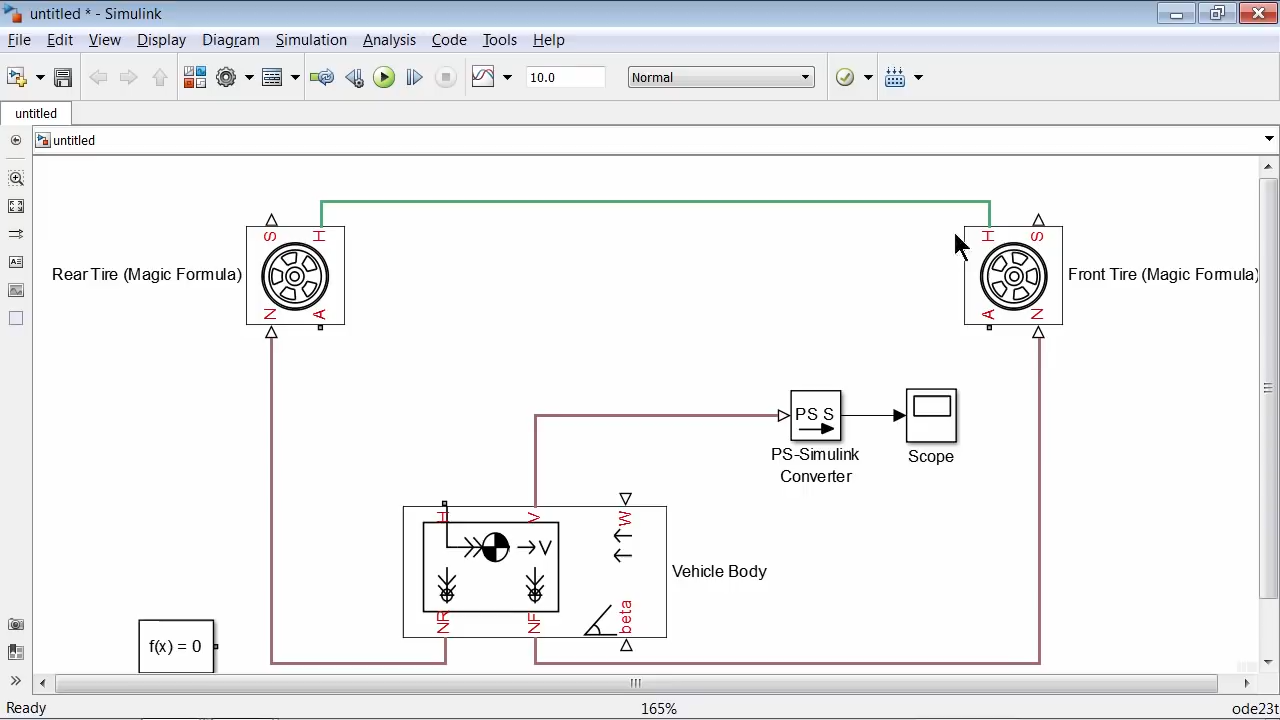 untitled * - Simulink
File Edit View Display Diagram Simulation Analysis Code Tools Help
10.0 Normal
untitled
untitled
S H
H S
Rear Tire (Magic Formula)
Front Tire (Magic Formula)
N A
A N
PS S
PS-Simulink
Converter
Scope
H V W
V
Vehicle Body
NR NF beta
f(x) = 0
Ready 165% ode23t